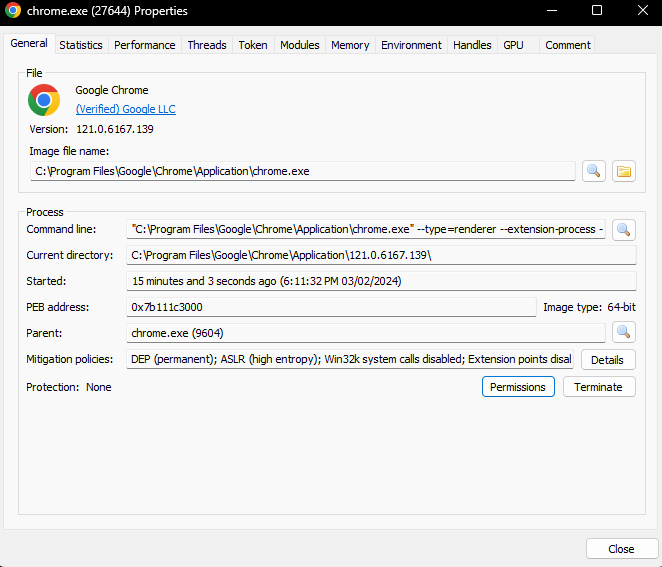 chrome.exe (27644) Properties
General Statistics Performance Threads Token Modules Memory Environment Handles GPU Comment
File
Google Chrome
(Verified) Google LLC
Version: 121.0.6167.139
Image file name:
C:\Program Files\Google\Chrome\Application\chrome.exe
Process
Command line: "C:\Program Files\Google\Chrome\Application\chrome.exe" --type=renderer --extension-process -
Current directory: C:\Program Files\Google\Chrome\Application\121.0.6167.139\
Started: 15 minutes and 3 seconds ago (6:11:32 PM 03/02/2024)
PEB address: 0x7b111c3000 Image type: 64-bit
Parent: chrome.exe (9604)
Mitigation policies: DEP (permanent); ASLR (high entropy); Win32k system calls disabled; Extension points disal Details
Protection: None Permissions Terminate
Close